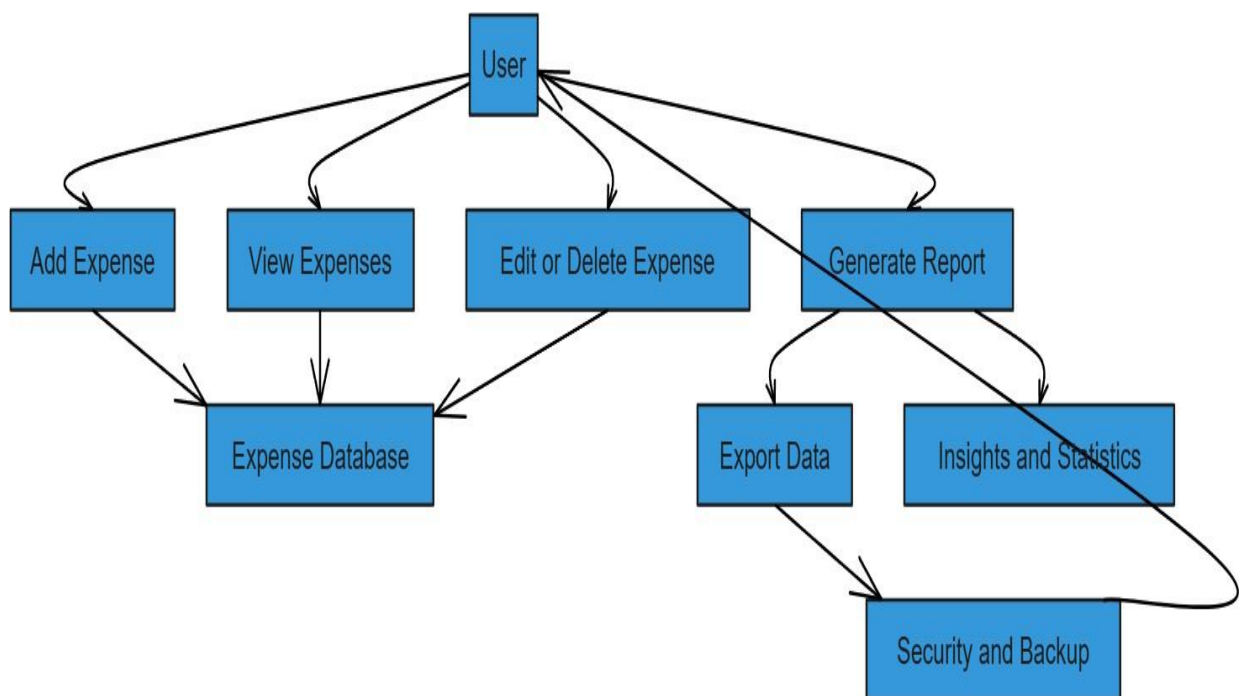 User
Add Expense
View Expenses
Edit or Delete Expense
Generate Report
Expense Database
Export Data
Insights and Statistics
Security and Backup